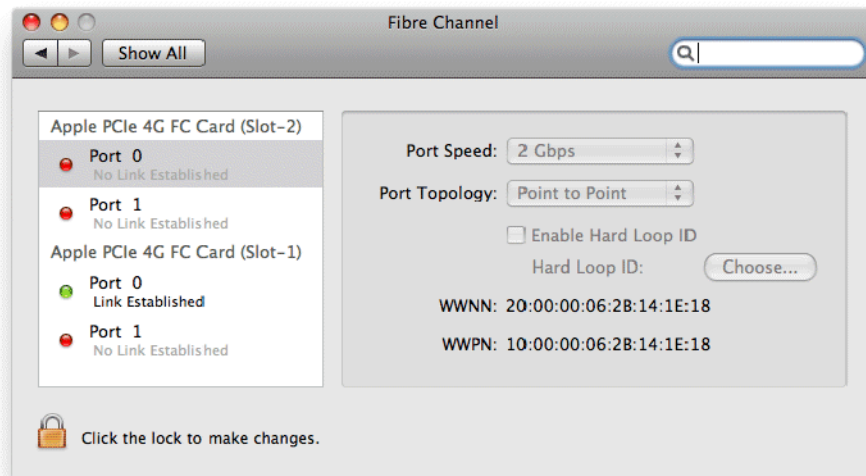 Fibre Channel
Show All
Apple PCIe 4G FC Card (Slot-2)
Port 0
No Link Established
Port 1
No Link Established
Apple PCIe 4G FC Card (Slot-1)
Port 0
Link Established
Port 1
No Link Established
Port Speed: 2 Gbps
Port Topology: Point to Point
Enable Hard Loop ID
Hard Loop ID: Choose...
WWNN: 20:00:00:06:2B:14:1E:18
WWPN: 10:00:00:06:2B:14:1E:18
Click the lock to make changes.